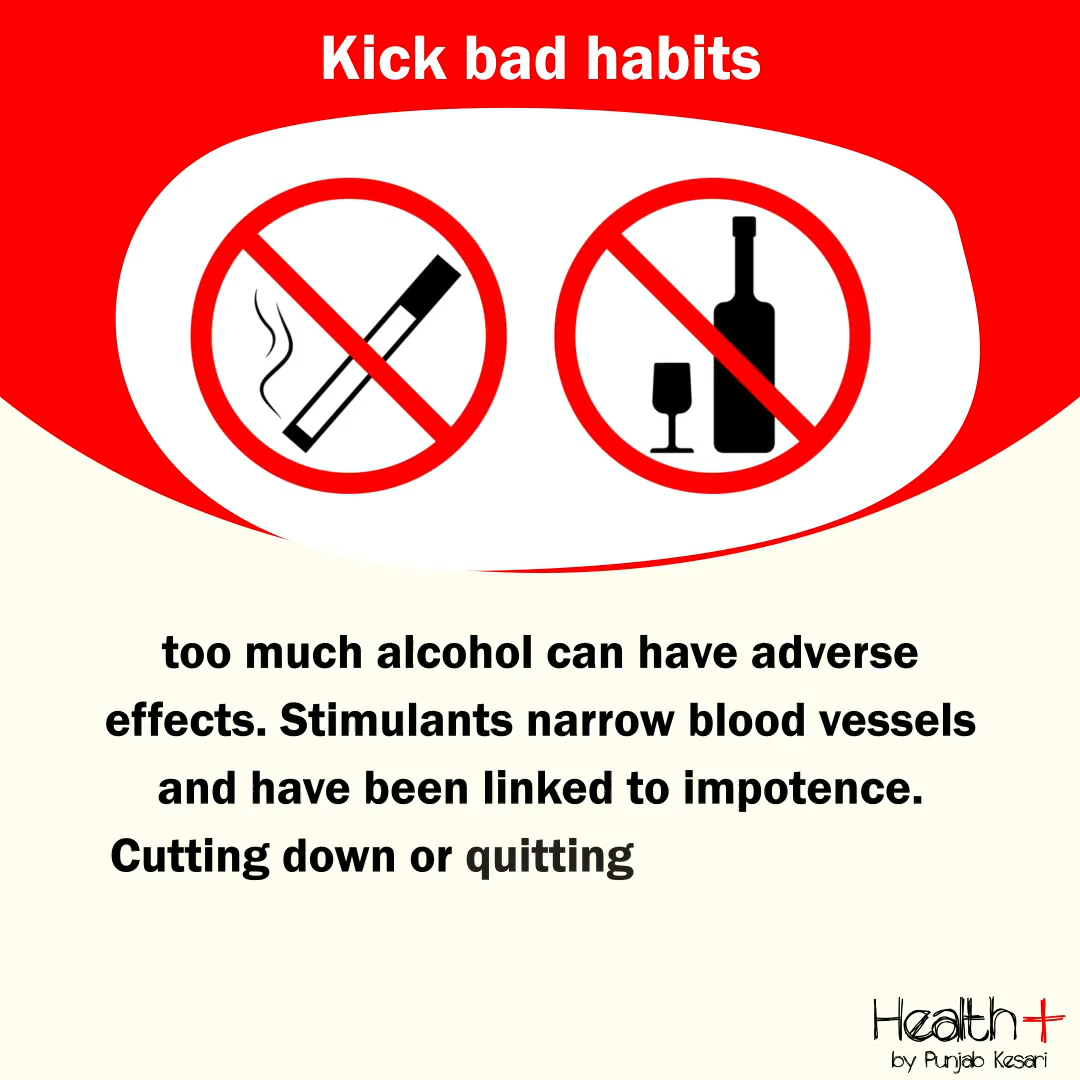 Kick bad habits
too much alcohol can have adverse
effects. Stimulants narrow blood vessels
and have been linked to impotence.
Cutting down or quitting
Health+
by Punjab Kesari